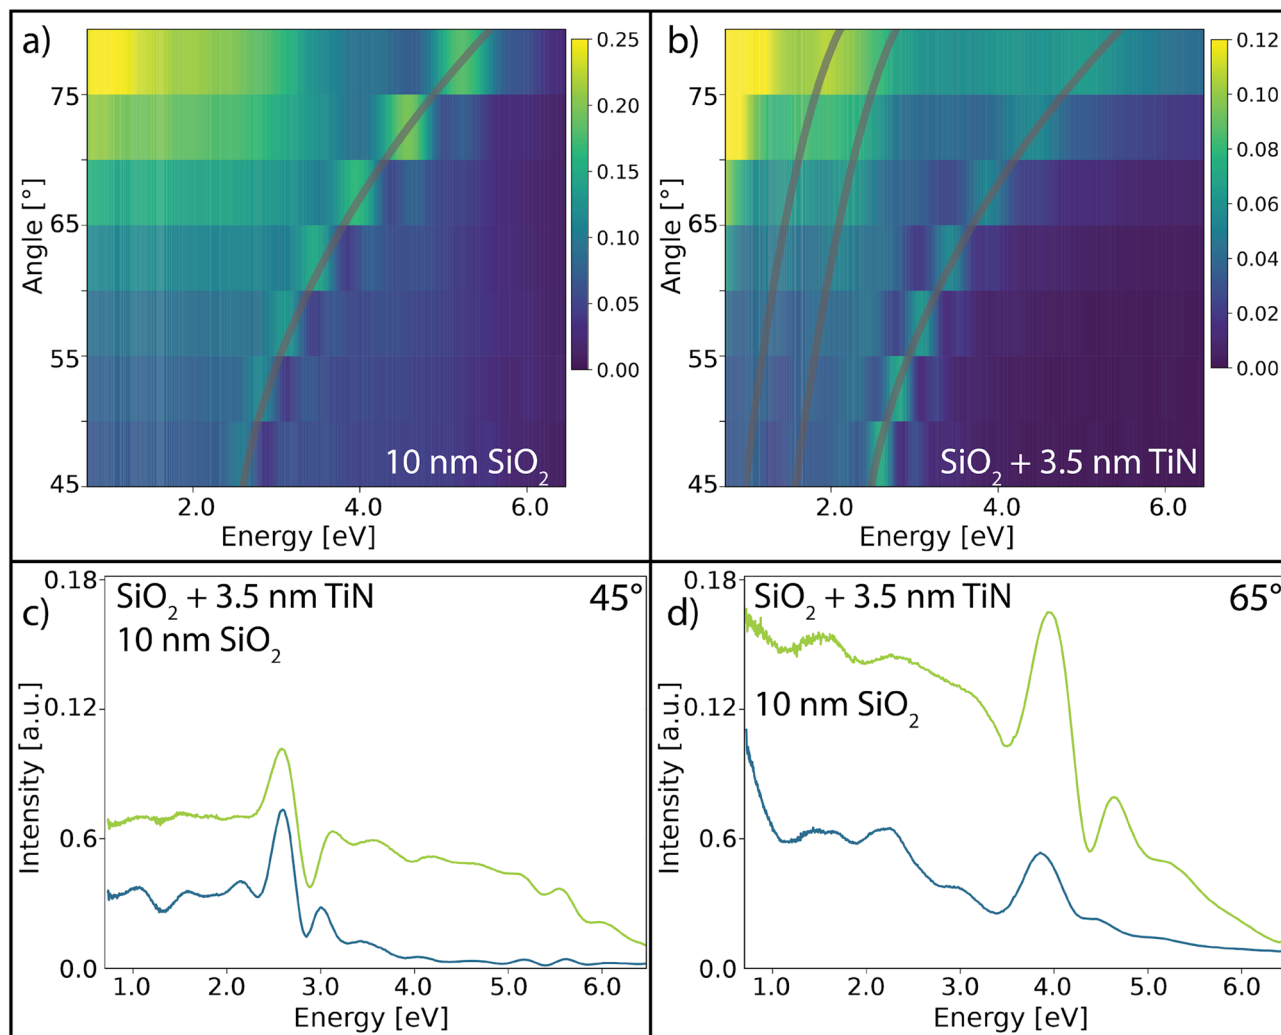 a)
75
65
55
45
Angle [°]
2.0 4.0 6.0
Energy [eV]
10 nm SiO₂
0.25
0.20
0.15
0.10
0.05
0.00
b)
75
65
55
45
Angle [°]
2.0 4.0 6.0
Energy [eV]
SiO₂ + 3.5 nm TiN
0.12
0.10
0.08
0.06
0.04
0.02
0.00
c)
SiO₂ + 3.5 nm TiN
10 nm SiO₂
45°
0.18
0.12
0.6
0.0
Intensity [a.u.]
1.0 2.0 3.0 4.0 5.0 6.0
Energy [eV]
d)
SiO₂ + 3.5 nm TiN
65°
10 nm SiO₂
0.18
0.12
0.6
0.0
Intensity [a.u.]
1.0 2.0 3.0 4.0 5.0 6.0
Energy [eV]